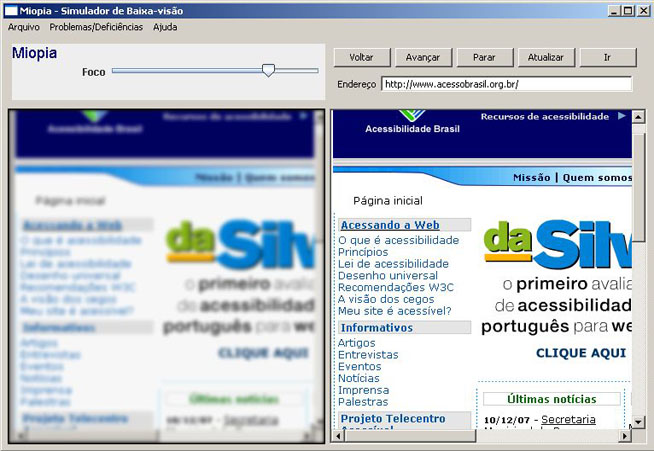 Miopia - Simulador de Baixa-visão
Arquivo Problemas/Deficiências Ajuda
Miopia
Foco
Voltar Avançar Parar Atualizar Ir
Endereço http://www.acessobrasil.org.br/
Acessibilidade Brasil
Recursos de acessibilidade
Missão | Quem somos
Página inicial
Acessando a Web
O que é acessibilidade
Princípios
Lei de acessibilidade
Desenho universal
Recomendações W3C
A visão dos cegos
Meu site é acessível?
Informativos
Artigos
Entrevistas
Eventos
Notícias
Imprensa
Palestras
Projeto Telecentro
daSilv
o primeiro avalia
de acessibilidade
português para we
CLIQUE AQUI
Últimas notícias
10/12/07 - Secretaria
Recursos de acessibilidade
Acessibilidade Brasil
Missão | Quem somos
Página inicial
Acessando a Web
O que é acessibilidade
Princípios
Lei de acessibilidade
Desenho universal
Recomendações W3C
A visão dos cegos
Meu site é acessível?
Informativos
Artigos
Entrevistas
Eventos
Notícias
Imprensa
Palestras
Projeto Telecentro
daSilv
o primeiro avalia
de acessibilidade
português para we
CLIQUE AQUI
Últimas notícias
10/12/07 - Secretaria